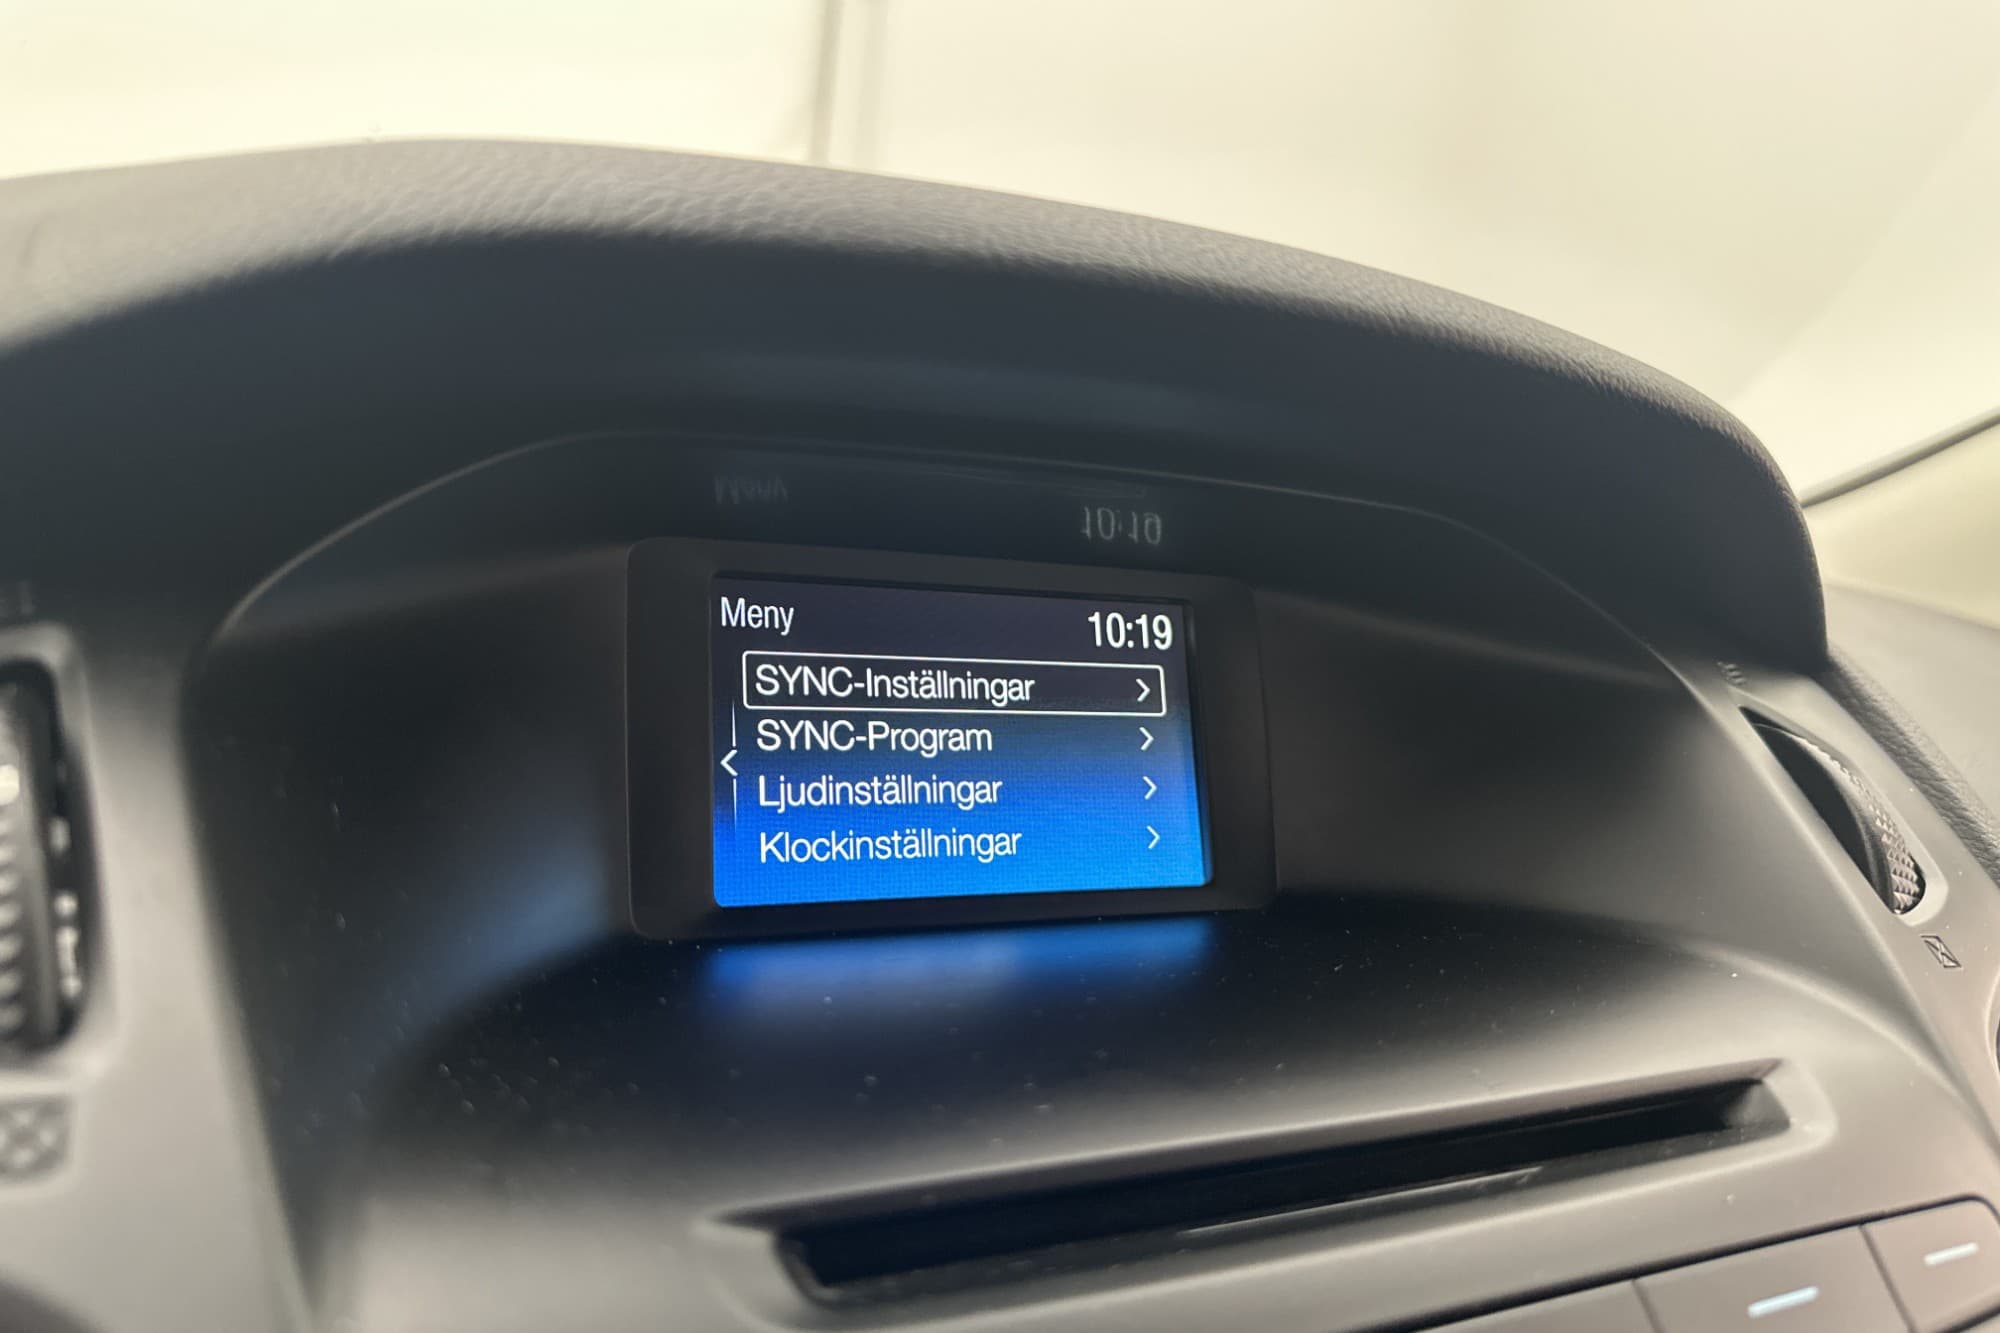 Meny
10:19
SYNC-Inställningar
SYNC-Program
Ljudinställningar
Klockinställningar